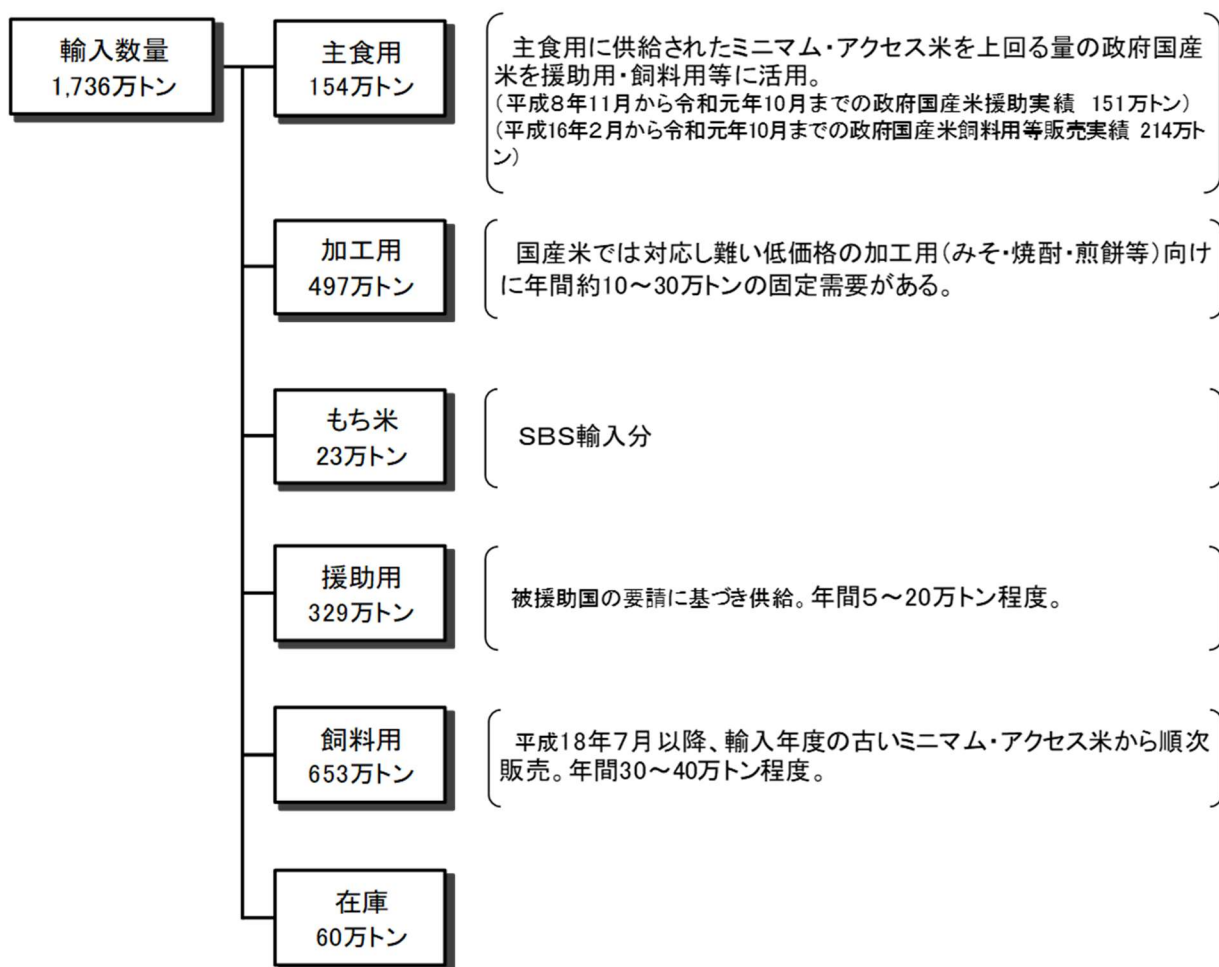 輸入数量
1,736万トン
主食用
154万トン
主食用に供給されたミニマム・アクセス米を上回る量の政府国産
米を援助用・飼料用等に活用。
(平成8年11月から令和元年10月までの政府国産米援助実績 151万トン)
(平成16年2月から令和元年10月までの政府国産米飼料用等販売実績 214万ト
ン)
加工用
497万トン
国産米では対応し難い低価格の加工用(みそ・焼酎・煎餅等)向け
に年間約10～30万トンの固定需要がある。
もち米
23万トン
SBS輸入分
援助用
329万トン
被援助国の要請に基づき供給。年間5～20万トン程度。
飼料用
653万トン
平成18年7月以降、輸入年度の古いミニマム・アクセス米から順次
販売。年間30～40万トン程度。
在庫
60万トン